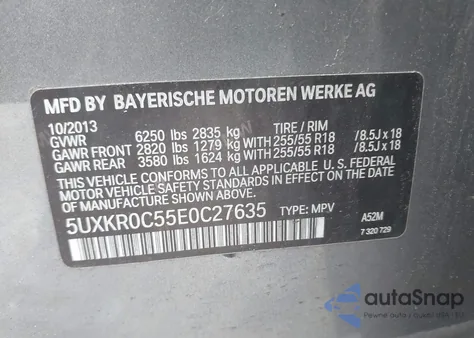 MFD BY BAYERISCHE MOTOREN WERKE AG
10/2013
GVWR 6250 lbs 2835 kg TIRE / RIM
GAWR FRONT 2820 lbs 1279 kg WITH 255/55 R18 /8.5J x 18
GAWR REAR 3580 lbs 1624 kg WITH 255/55 R18 /8.5J x 18
THIS VEHICLE CONFORMS TO ALL APPLICABLE U. S. FEDERAL
MOTOR VEHICLE SAFETY STANDARDS IN EFFECT ON THE
DATE OF MANUFACTURE SHOWN ABOVE.
5UXKR0C55E0C27635 TYPE: MPV A52M
7 320 729
autoSnap